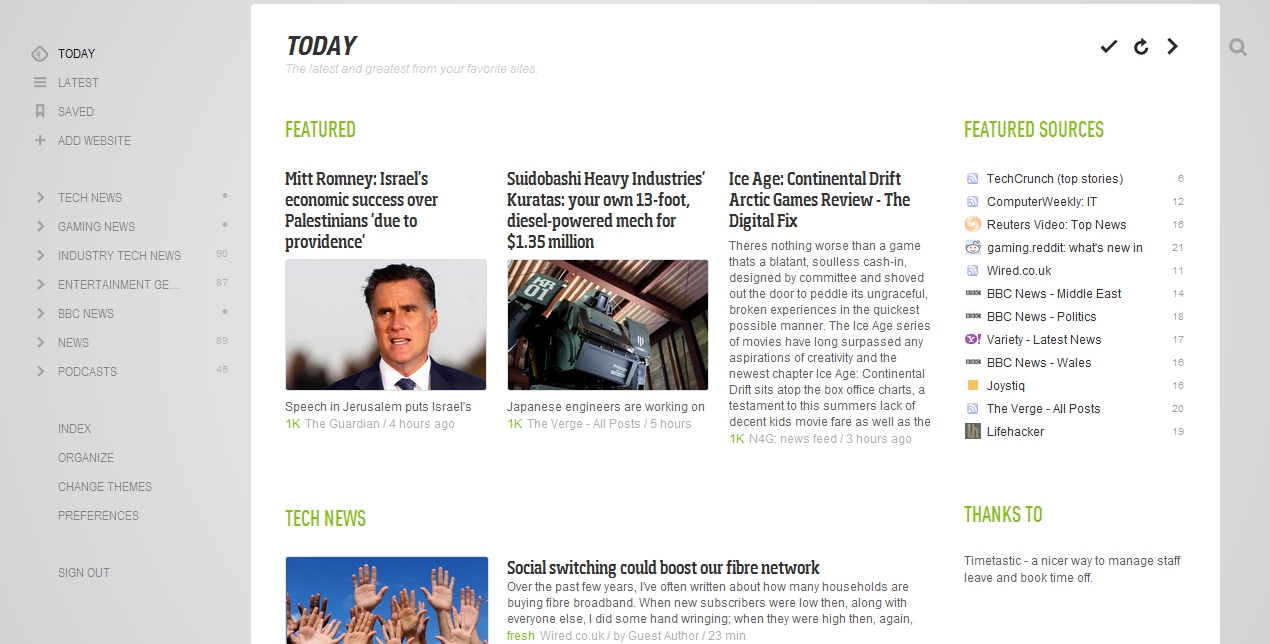 TODAY
LATEST
SAVED
ADD WEBSITE
TECH NEWS •
GAMING NEWS •
INDUSTRY TECH NEWS 90
ENTERTAINMENT GE... 87
BBC NEWS •
NEWS 89
PODCASTS 45
INDEX
ORGANIZE
CHANGE THEMES
PREFERENCES
SIGN OUT
TODAY
The latest and greatest from your favorite sites.
FEATURED
Mitt Romney: Israel's
economic success over
Palestinians 'due to
providence'
Speech in Jerusalem puts Israel's
1K The Guardian / 4 hours ago
Suidobashi Heavy Industries'
Kuratas: your own 13-foot,
diesel-powered mech for
$1.35 million
KR
01
Japanese engineers are working on
1K The Verge - All Posts / 5 hours
Ice Age: Continental Drift
Arctic Games Review - The
Digital Fix
Theres nothing worse than a game
thats a blatant, soulless cash-in,
designed by committee and shoved
out the door to peddle its ungraceful,
broken experiences in the quickest
possible manner. The Ice Age series
of movies have long surpassed any
aspirations of creativity and the
newest chapter Ice Age: Continental
Drift sits atop the box office charts, a
testament to this summers lack of
decent kids movie fare as well as the
1K N4G: news feed / 3 hours ago
FEATURED SOURCES
TechCrunch (top stories) 6
ComputerWeekly: IT 12
Reuters Video: Top News 16
gaming.reddit: what's new in 21
Wired.co.uk 11
BBC BBC News - Middle East 14
BBC BBC News - Politics 18
Y! Variety - Latest News 17
BBC BBC News - Wales 16
Joystiq 16
The Verge - All Posts 20
lh Lifehacker 19
TECH NEWS
Social switching could boost our fibre network
Over the past few years, I've often written about how many households are
buying fibre broadband. When new subscribers were low then, along with
everyone else, I did some hand wringing; when they were high then, again,
fresh Wired.co.uk / by Guest Author / 23 min
THANKS TO
Timetastic - a nicer way to manage staff
leave and book time off.